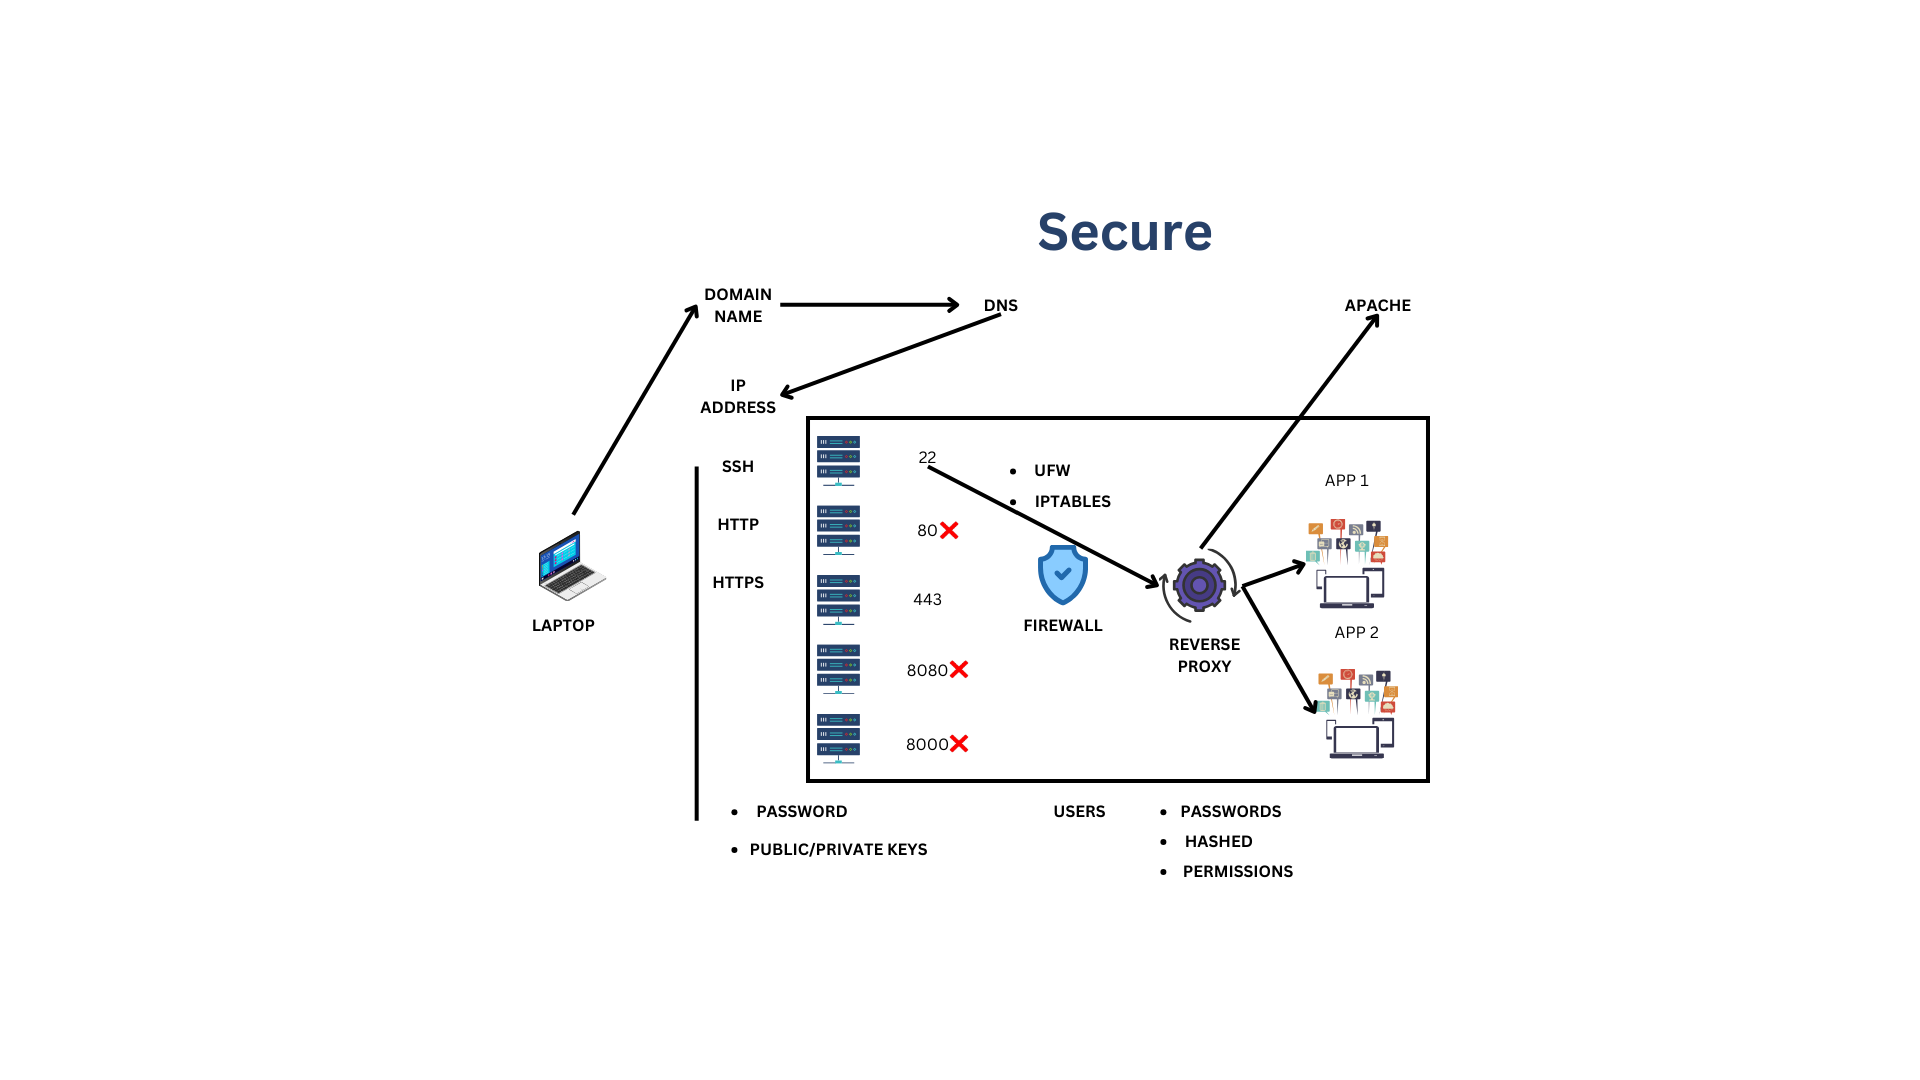 Secure
DOMAIN
NAME
DNS
APACHE
IP
ADDRESS
SSH
HTTP
HTTPS
LAPTOP
22
80
443
8080
8000
• UFW
• IPTABLES
FIREWALL
REVERSE
PROXY
APP 1
APP 2
• PASSWORD
• PUBLIC/PRIVATE KEYS
USERS
• PASSWORDS
• HASHED
• PERMISSIONS